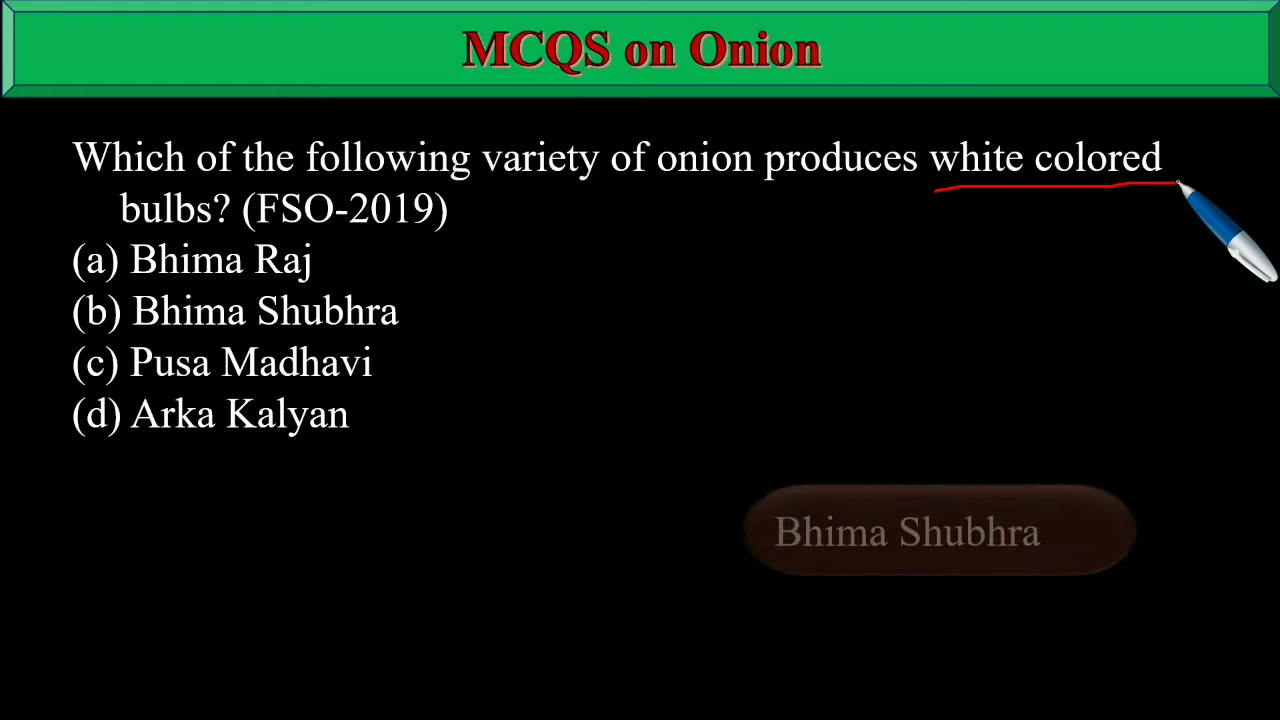 MCQS on Onion
Which of the following variety of onion produces white colored
bulbs? (FSO-2019)
(a) Bhima Raj
(b) Bhima Shubhra
(c) Pusa Madhavi
(d) Arka Kalyan
Bhima Shubhra